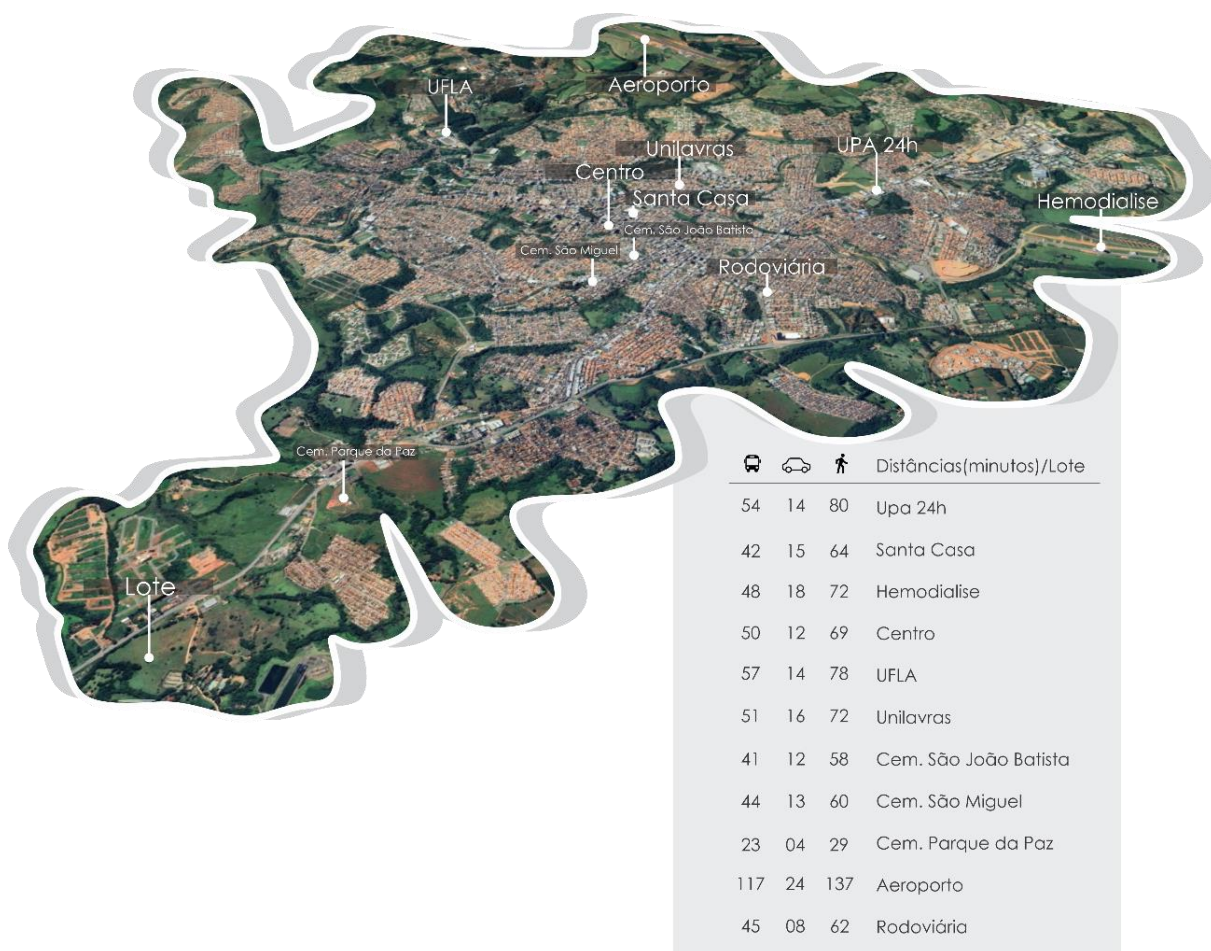 Aeroporto
UFLA
Unilavras
UPA 24h
Centro
Santa Casa
Hemodialise
Cem. São João Batista
Cem. São Miguel
Rodoviária
Cem. Parque da Paz
Lote
Distâncias(minutos)/Lote
54 14 80 Upa 24h
42 15 64 Santa Casa
48 18 72 Hemodialise
50 12 69 Centro
57 14 78 UFLA
51 16 72 Unilavras
41 12 58 Cem. São João Batista
44 13 60 Cem. São Miguel
23 04 29 Cem. Parque da Paz
117 24 137 Aeroporto
45 08 62 Rodoviária